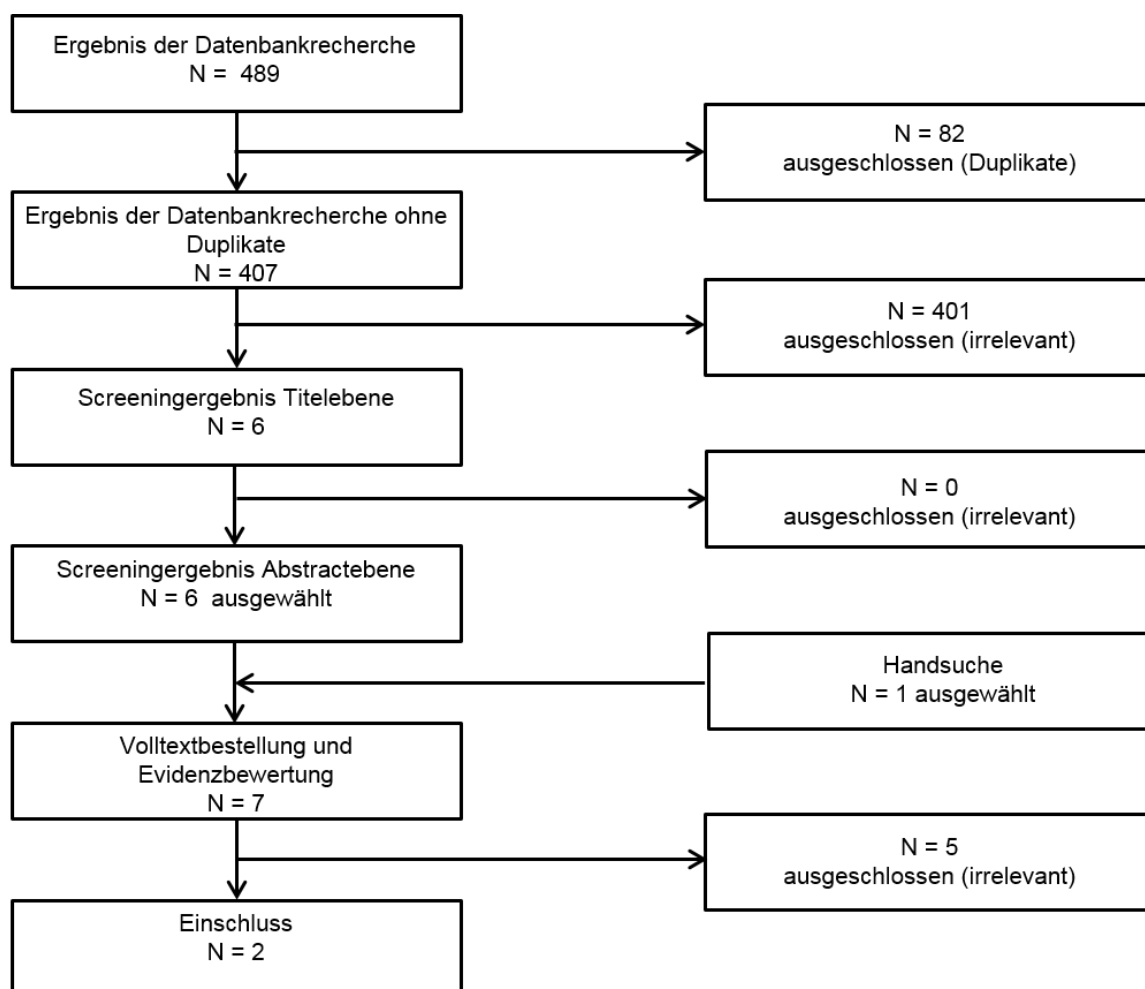 Ergebnis der Datenbankrecherche
N = 489
N = 82
ausgeschlossen (Duplikate)
Ergebnis der Datenbankrecherche ohne
Duplikate
N = 407
N = 401
ausgeschlossen (irrelevant)
Screeningergebnis Titelebene
N = 6
N = 0
ausgeschlossen (irrelevant)
Screeningergebnis Abstractebene
N = 6 ausgewählt
Handsuche
N = 1 ausgewählt
Volltextbestellung und
Evidenzbewertung
N = 7
N = 5
ausgeschlossen (irrelevant)
Einschluss
N = 2